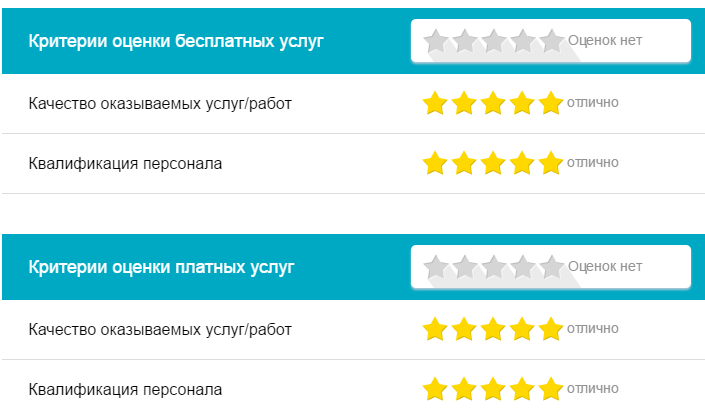 Критерии оценки бесплатных услуг Оценок нет
Качество оказываемых услуг/работ отлично
Квалификация персонала отлично
Критерии оценки платных услуг Оценок нет
Качество оказываемых услуг/работ отлично
Квалификация персонала отлично